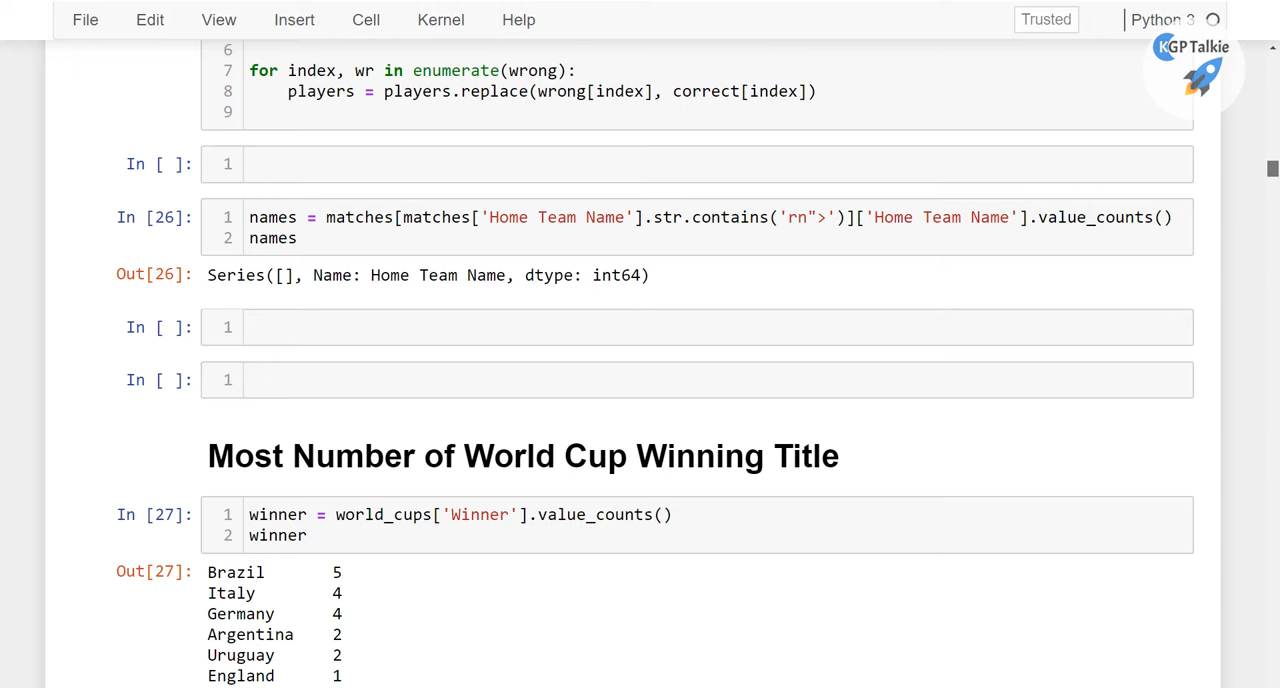 File Edit View Insert Cell Kernel Help Trusted Python 3
KGP Talkie
6
7 for index, wr in enumerate(wrong):
8     players = players.replace(wrong[index], correct[index])
9
In [ ]: 1
In [26]: 1 names = matches[matches['Home Team Name'].str.contains('rn">')]['Home Team Name'].value_counts()
2 names
Out[26]: Series([], Name: Home Team Name, dtype: int64)
In [ ]: 1
In [ ]: 1
Most Number of World Cup Winning Title
In [27]: 1 winner = world_cups['Winner'].value_counts()
2 winner
Out[27]: Brazil 5
Italy 4
Germany 4
Argentina 2
Uruguay 2
England 1